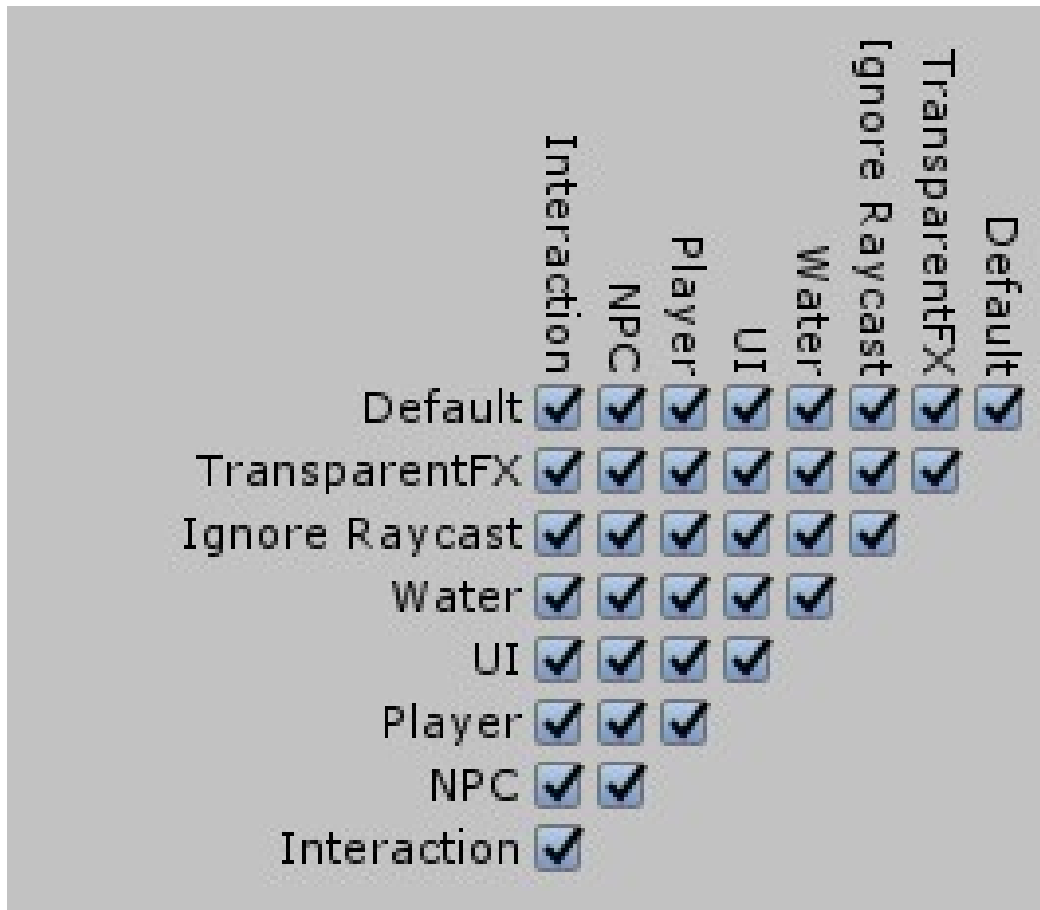 Interaction
NPC
Player
UI
Water
Ignore Raycast
TransparentFX
Default
Default
TransparentFX
Ignore Raycast
Water
UI
Player
NPC
Interaction